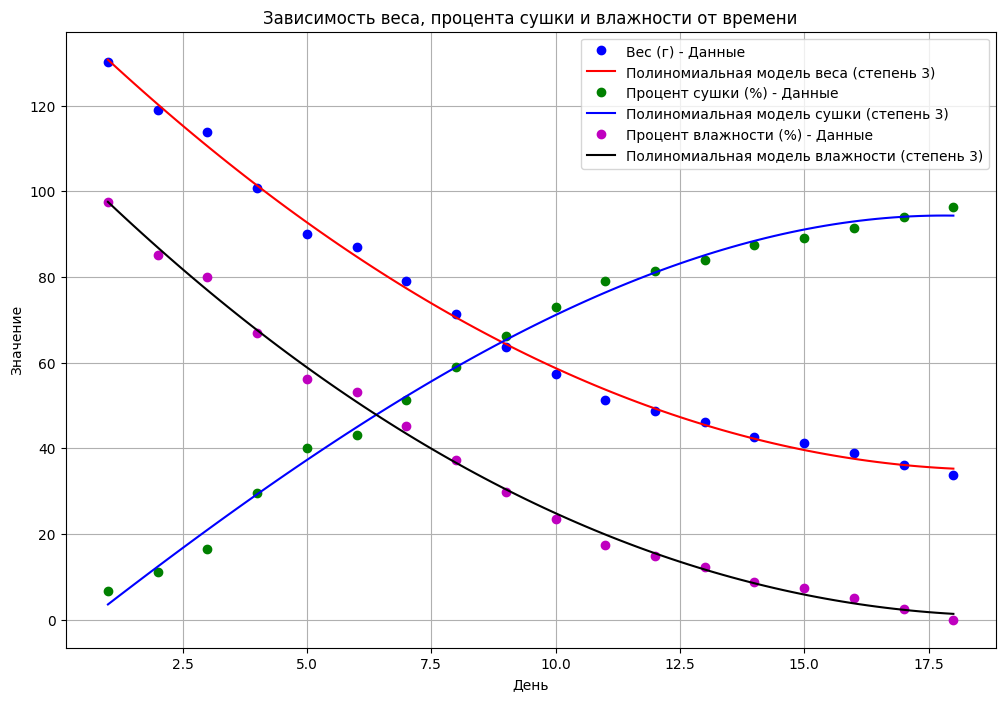 Зависимость веса, процента сушки и влажности от времени
Вес (г) - Данные
Полиномиальная модель веса (степень 3)
Процент сушки (%) - Данные
Полиномиальная модель сушки (степень 3)
Процент влажности (%) - Данные
Полиномиальная модель влажности (степень 3)
Значение
120
100
80
60
40
20
0
2.5
5.0
7.5
10.0
12.5
15.0
17.5
День